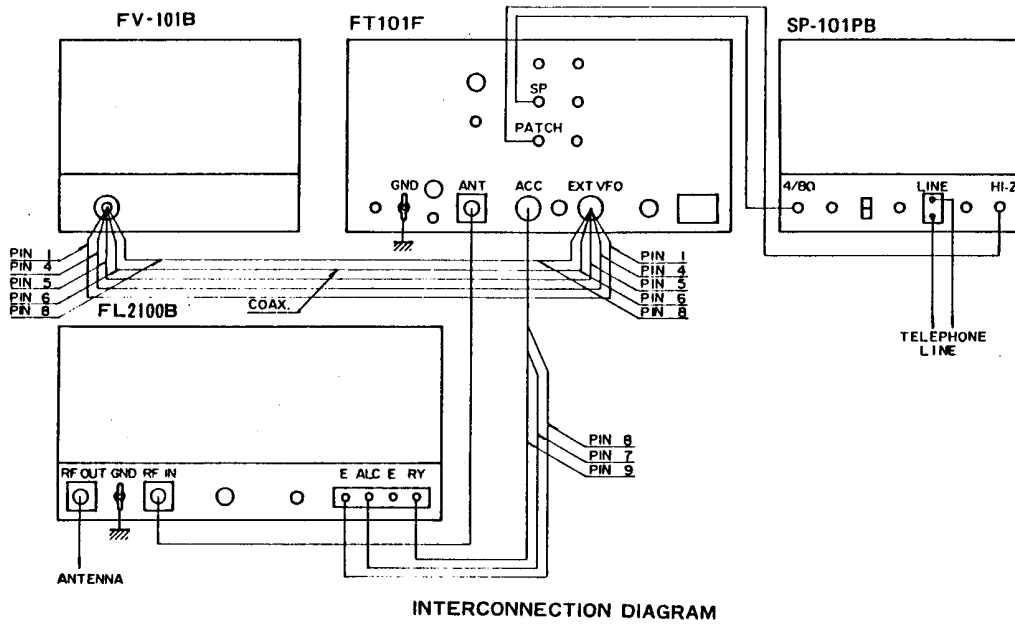 FV-101B
FT101F
SP-101PB
SP
PATCH
GND
ANT
ACC
EXT VFO
4/8Ω
LINE
HI-Z
PIN 1
PIN 4
PIN 5
PIN 6
PIN 8
COAX.
PIN 1
PIN 4
PIN 5
PIN 6
PIN 8
FL2100B
TELEPHONE
LINE
PIN 8
PIN 7
PIN 9
RF OUT
GND
RF IN
E
ALC
E
RY
ANTENNA
INTERCONNECTION DIAGRAM